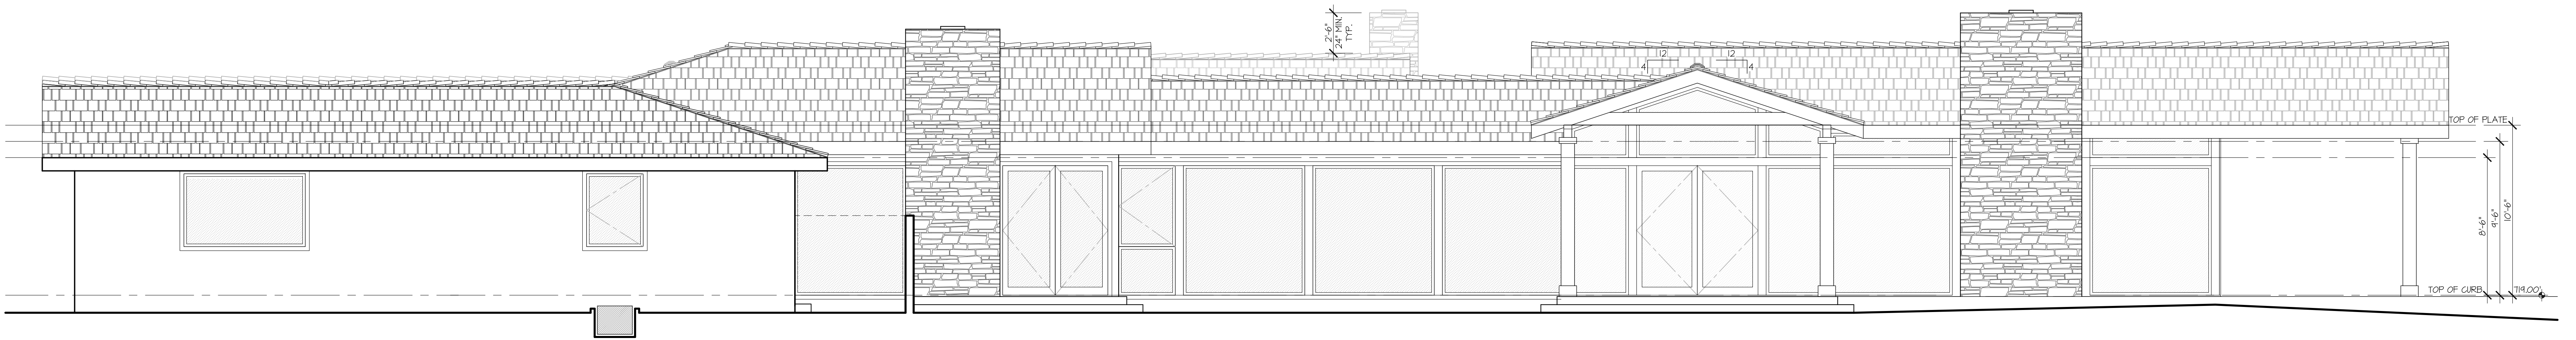 2'-6"
24" MIN.
TYP.
12
4
12
4
TOP OF PLATE
8'-6"
9'-6"
10'-6"
TOP OF CURB
719.00'